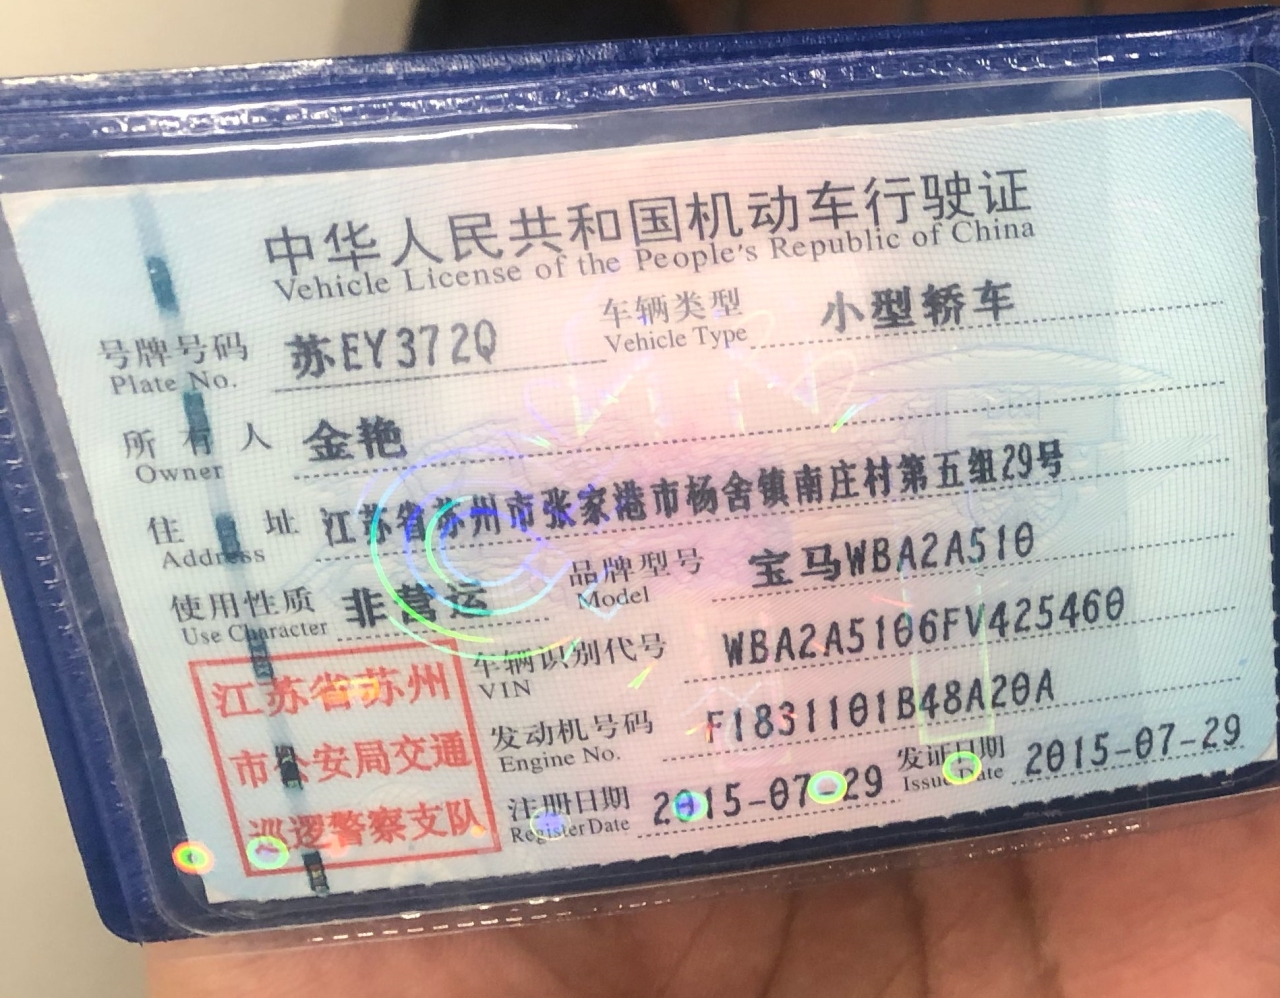 中华人民共和国机动车行驶证
Vehicle License of the People's Republic of China
号牌号码 苏EY372Q 车辆类型 小型轿车
Plate No. Vehicle Type
所有人 金艳
Owner
住址 江苏省苏州市张家港市杨舍镇南庄村第五组29号
Address
使用性质 非营运 品牌型号 宝马WBA2A510
Use Character Model
车辆识别代号 WBA2A5106FV425460
VIN
发动机号码 F1831101B48A20A
Engine No.
注册日期 2015-07-29 发证日期 2015-07-29
Register Date Issue Date
江苏省苏州
市公安局交通
巡逻警察支队